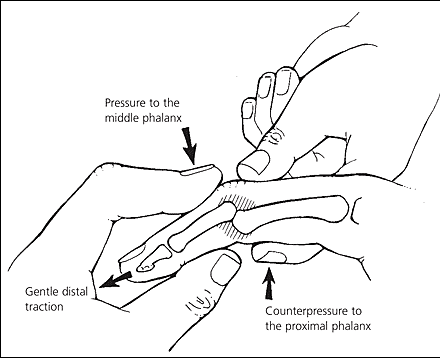 Pressure to the
middle phalanx
Gentle distal
traction
Counterpressure to
the proximal phalanx